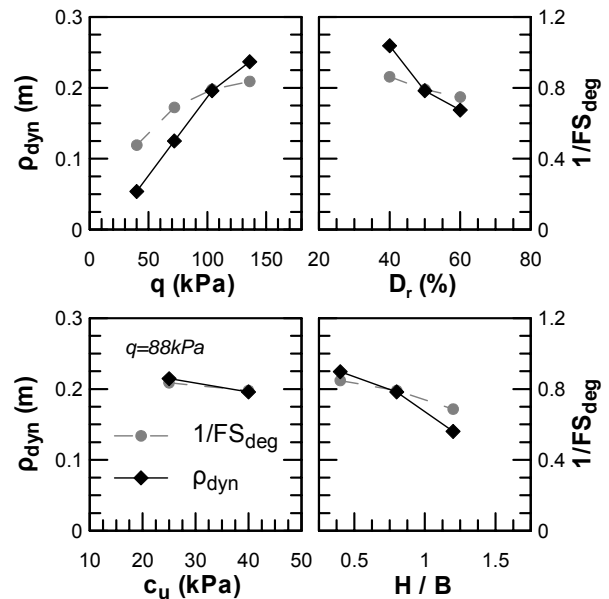 0.3
0.2
0.1
0
ρdyn (m)
0 50 100 150
q (kPa)
20 40 60 80
Dr (%)
1.2
0.8
0.4
0
1/FSdeg
0.3
0.2
0.1
0
ρdyn (m)
q=88kPa
1/FSdeg
ρdyn
10 20 30 40 50
cu (kPa)
0.5 1 1.5
H / B
1.2
0.8
0.4
0
1/FSdeg